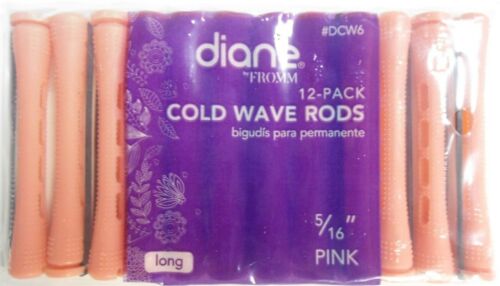 #DCW6
diane®
by FROMM
12-PACK
COLD WAVE RODS
bigudís para permanente
5/16"
long
PINK